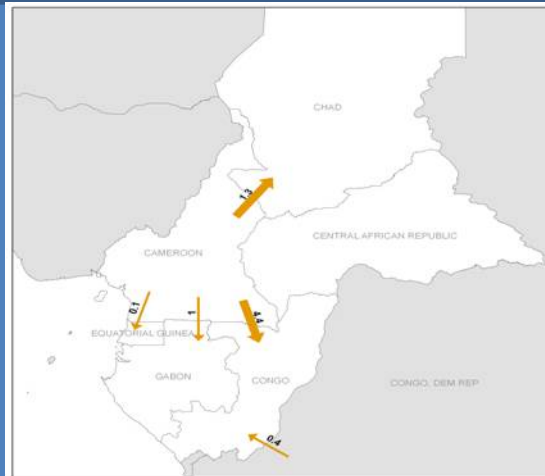 CHAD
1.3
CENTRAL AFRICAN REPUBLIC
CAMEROON
0.1
1
4.4
EQUATORIAL GUINEA
GABON
CONGO
CONGO, DEM REP
0.4